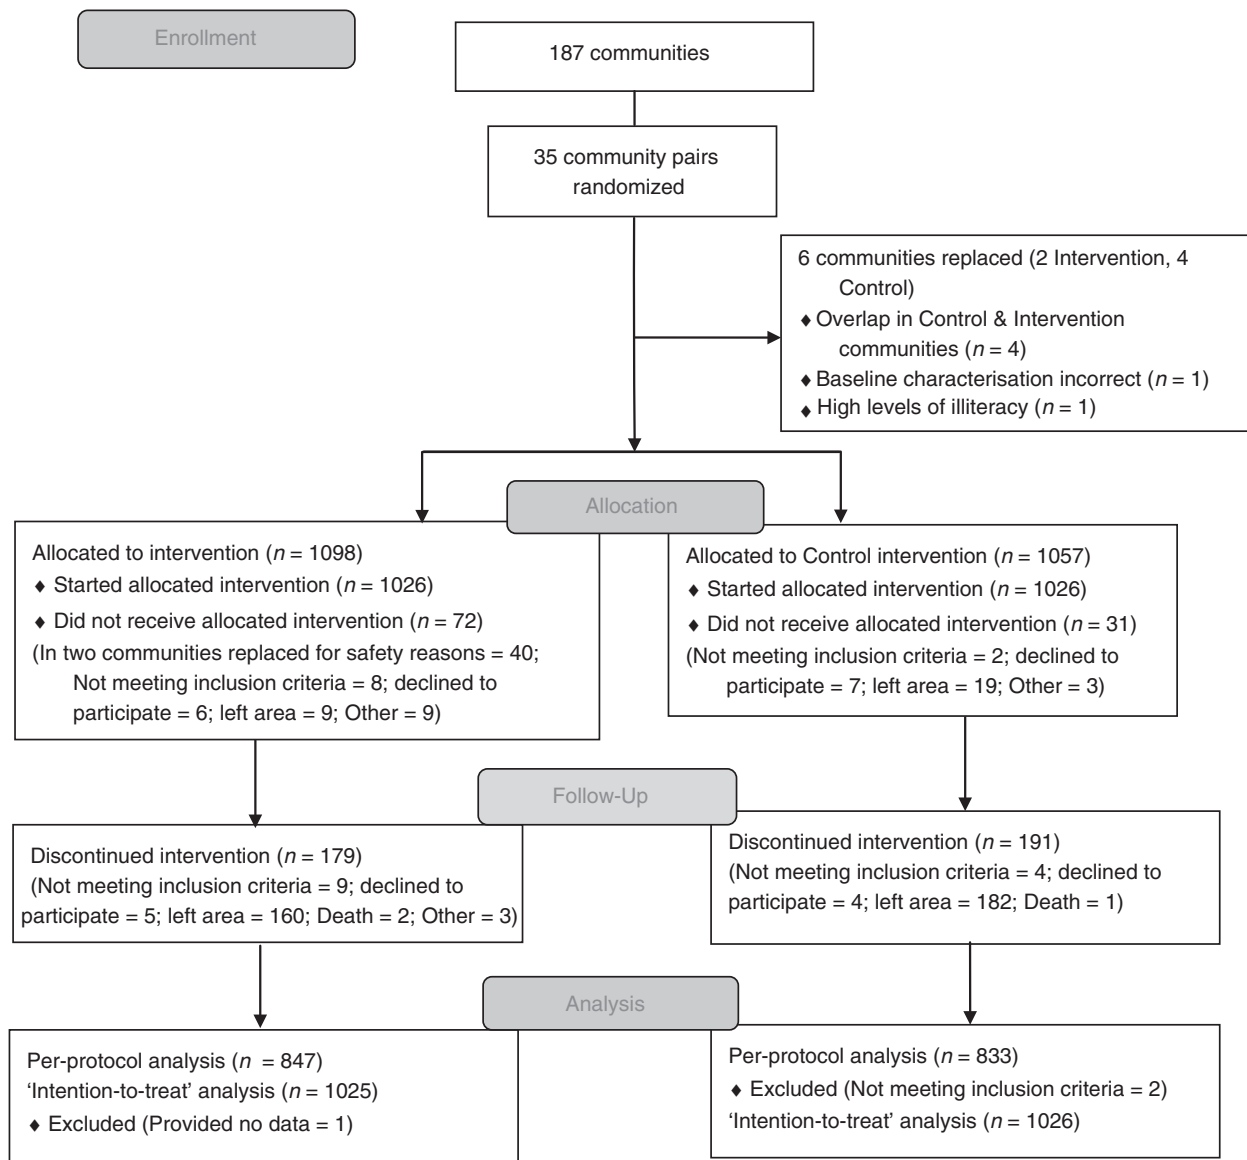 Enrollment
187 communities
35 community pairs
randomized
6 communities replaced (2 Intervention, 4
Control)
♦ Overlap in Control & Intervention
communities (n = 4)
♦ Baseline characterisation incorrect (n = 1)
♦ High levels of illiteracy (n = 1)
Allocation
Allocated to intervention (n = 1098)
♦ Started allocated intervention (n = 1026)
♦ Did not receive allocated intervention (n = 72)
(In two communities replaced for safety reasons = 40;
Not meeting inclusion criteria = 8; declined to
participate = 6; left area = 9; Other = 9)
Allocated to Control intervention (n = 1057)
♦ Started allocated intervention (n = 1026)
♦ Did not receive allocated intervention (n = 31)
(Not meeting inclusion criteria = 2; declined to
participate = 7; left area = 19; Other = 3)
Follow-Up
Discontinued intervention (n = 179)
(Not meeting inclusion criteria = 9; declined to
participate = 5; left area = 160; Death = 2; Other = 3)
Discontinued intervention (n = 191)
(Not meeting inclusion criteria = 4; declined to
participate = 4; left area = 182; Death = 1)
Analysis
Per-protocol analysis (n = 847)
‘Intention-to-treat’ analysis (n = 1025)
♦ Excluded (Provided no data = 1)
Per-protocol analysis (n = 833)
♦ Excluded (Not meeting inclusion criteria = 2)
‘Intention-to-treat’ analysis (n = 1026)